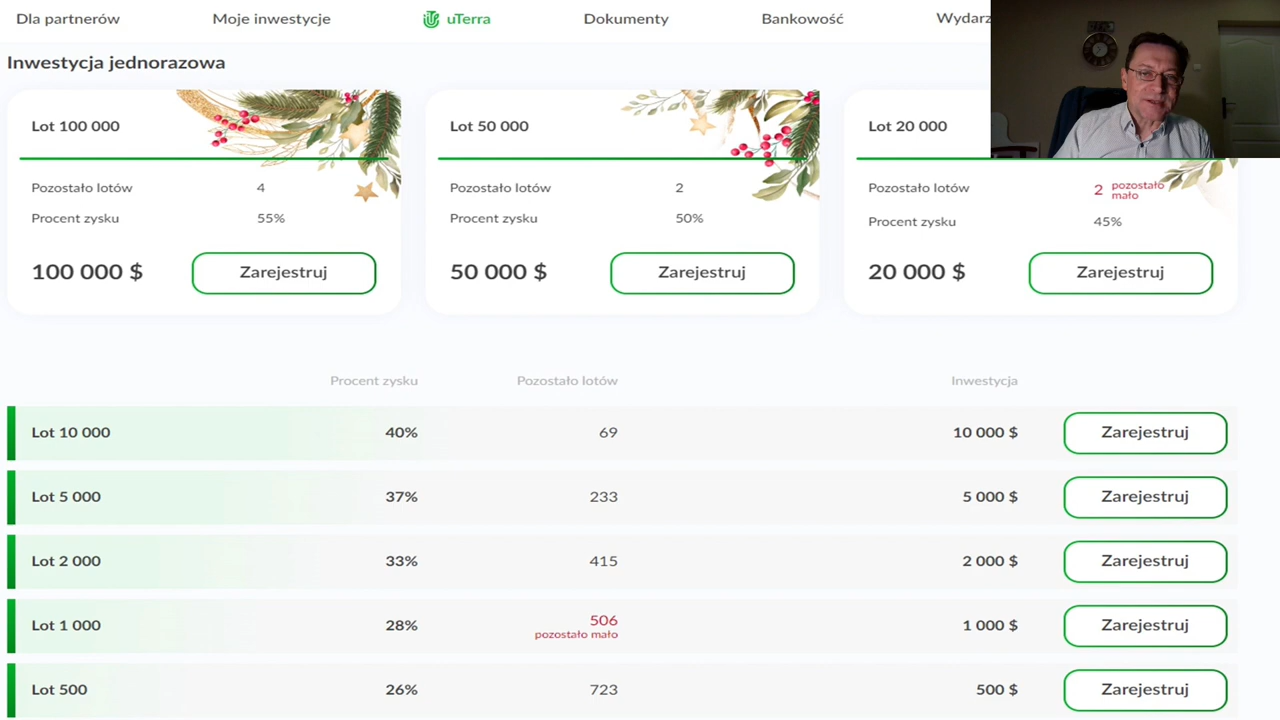 Dla partnerów Moje inwestycje uTerra Dokumenty Bankowość Wydarz
Inwestycja jednorazowa
Lot 100 000
Pozostało lotów 4
Procent zysku 55%
100 000 $ Zarejestruj
Lot 50 000
Pozostało lotów 2
Procent zysku 50%
50 000 $ Zarejestruj
Lot 20 000
Pozostało lotów 2 pozostało
mało
Procent zysku 45%
20 000 $ Zarejestruj
Procent zysku Pozostało lotów Inwestycja
Lot 10 000 40% 69 10 000 $ Zarejestruj
Lot 5 000 37% 233 5 000 $ Zarejestruj
Lot 2 000 33% 415 2 000 $ Zarejestruj
Lot 1 000 28% 506 1 000 $ Zarejestruj
pozostało mało
Lot 500 26% 723 500 $ Zarejestruj